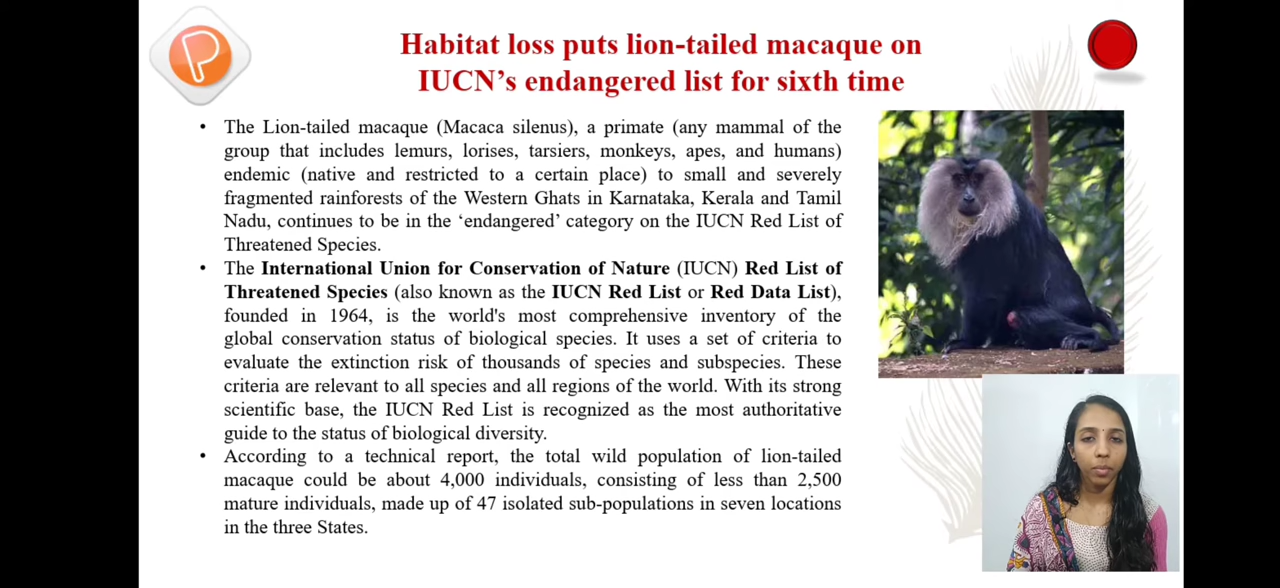 Habitat loss puts lion-tailed macaque on
IUCN's endangered list for sixth time
• The Lion-tailed macaque (Macaca silenus), a primate (any mammal of the
group that includes lemurs, lorises, tarsiers, monkeys, apes, and humans)
endemic (native and restricted to a certain place) to small and severely
fragmented rainforests of the Western Ghats in Karnataka, Kerala and Tamil
Nadu, continues to be in the ‘endangered’ category on the IUCN Red List of
Threatened Species.
• The International Union for Conservation of Nature (IUCN) Red List of
Threatened Species (also known as the IUCN Red List or Red Data List),
founded in 1964, is the world's most comprehensive inventory of the
global conservation status of biological species. It uses a set of criteria to
evaluate the extinction risk of thousands of species and subspecies. These
criteria are relevant to all species and all regions of the world. With its strong
scientific base, the IUCN Red List is recognized as the most authoritative
guide to the status of biological diversity.
• According to a technical report, the total wild population of lion-tailed
macaque could be about 4,000 individuals, consisting of less than 2,500
mature individuals, made up of 47 isolated sub-populations in seven locations
in the three States.